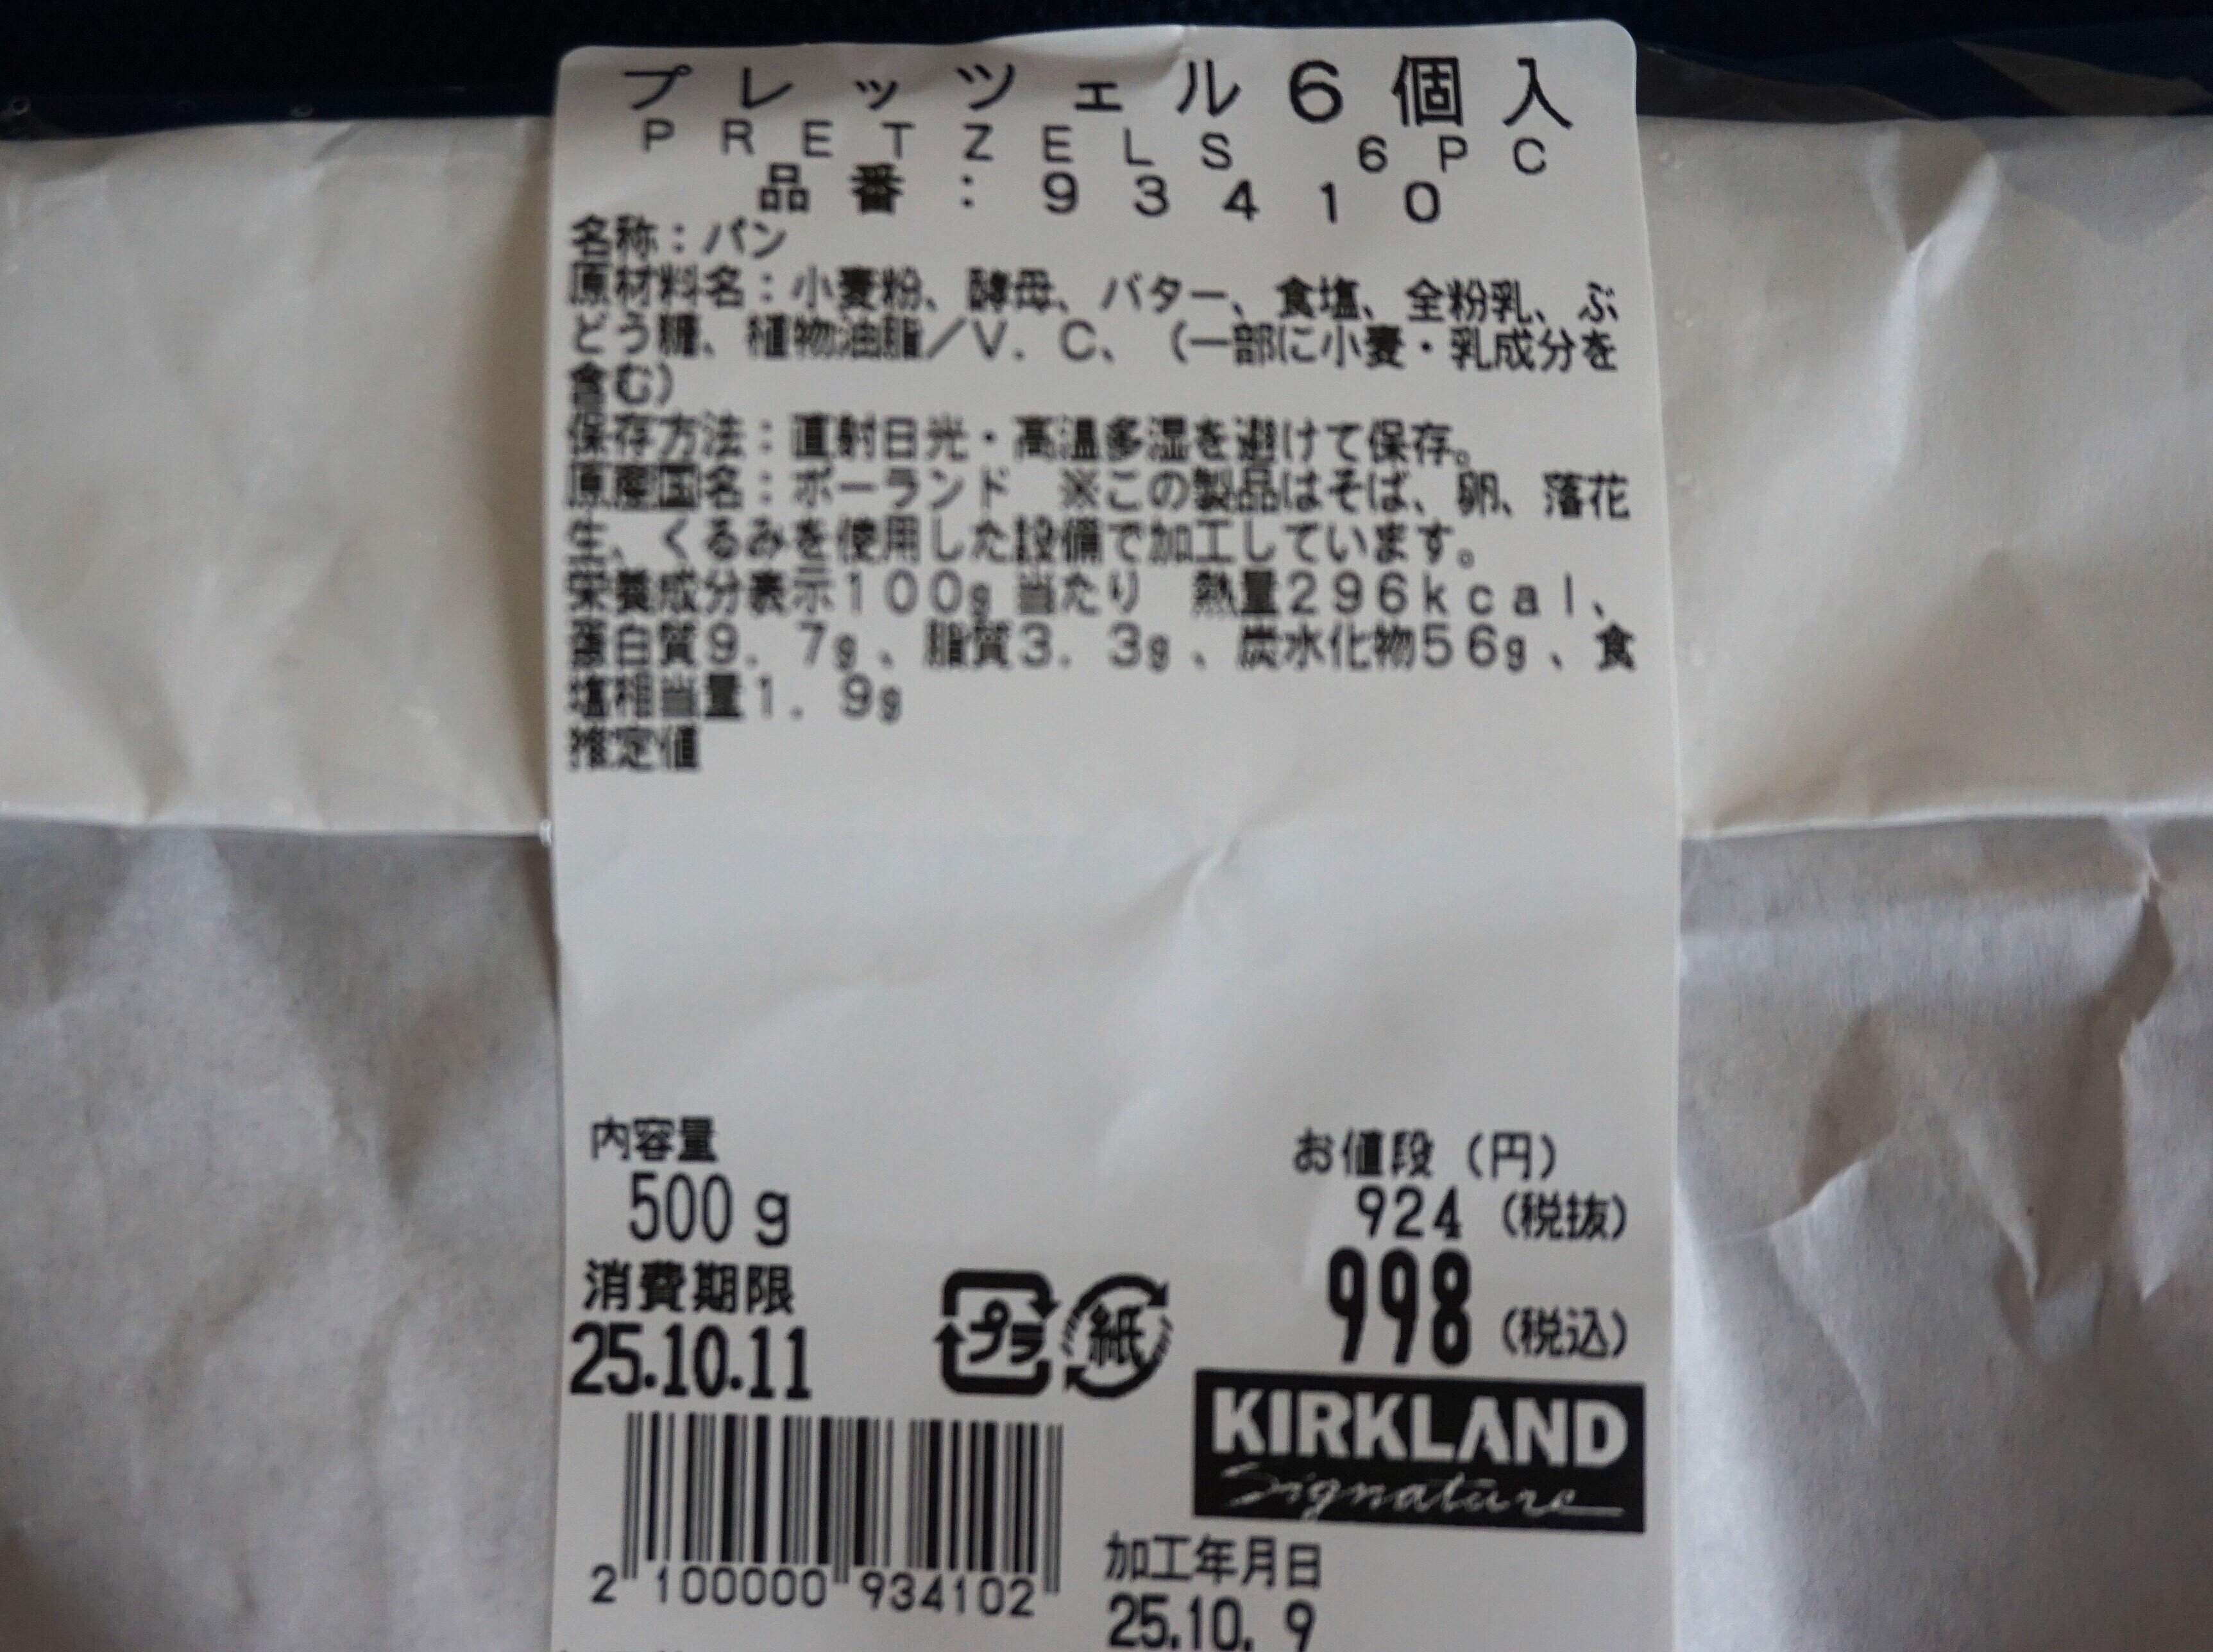 プレッツェル6個入
PRETZELS 6PC
品番:93410
名称:パン
原材料名:小麦粉、酵母、バター、食塩、全粉乳、ぶ
どう糖、植物油脂/V.C、(一部に小麦・乳成分を
含む)
保存方法:直射日光・高温多湿を避けて保存。
原産国名:ポーランド ※この製品はそば、卵、落花
生、くるみを使用した設備で加工しています。
栄養成分表示100g当たり 熱量296kcal、
蛋白質9.7g、脂質3.3g、炭水化物56g、食
塩相当量1.9g
推定値
内容量
500g
お値段(円)
924(税抜)
998(税込)
消費期限
25.10.11
プラ
紙
KIRKLAND
Signature
2 100000 934102
加工年月日
25.10. 9